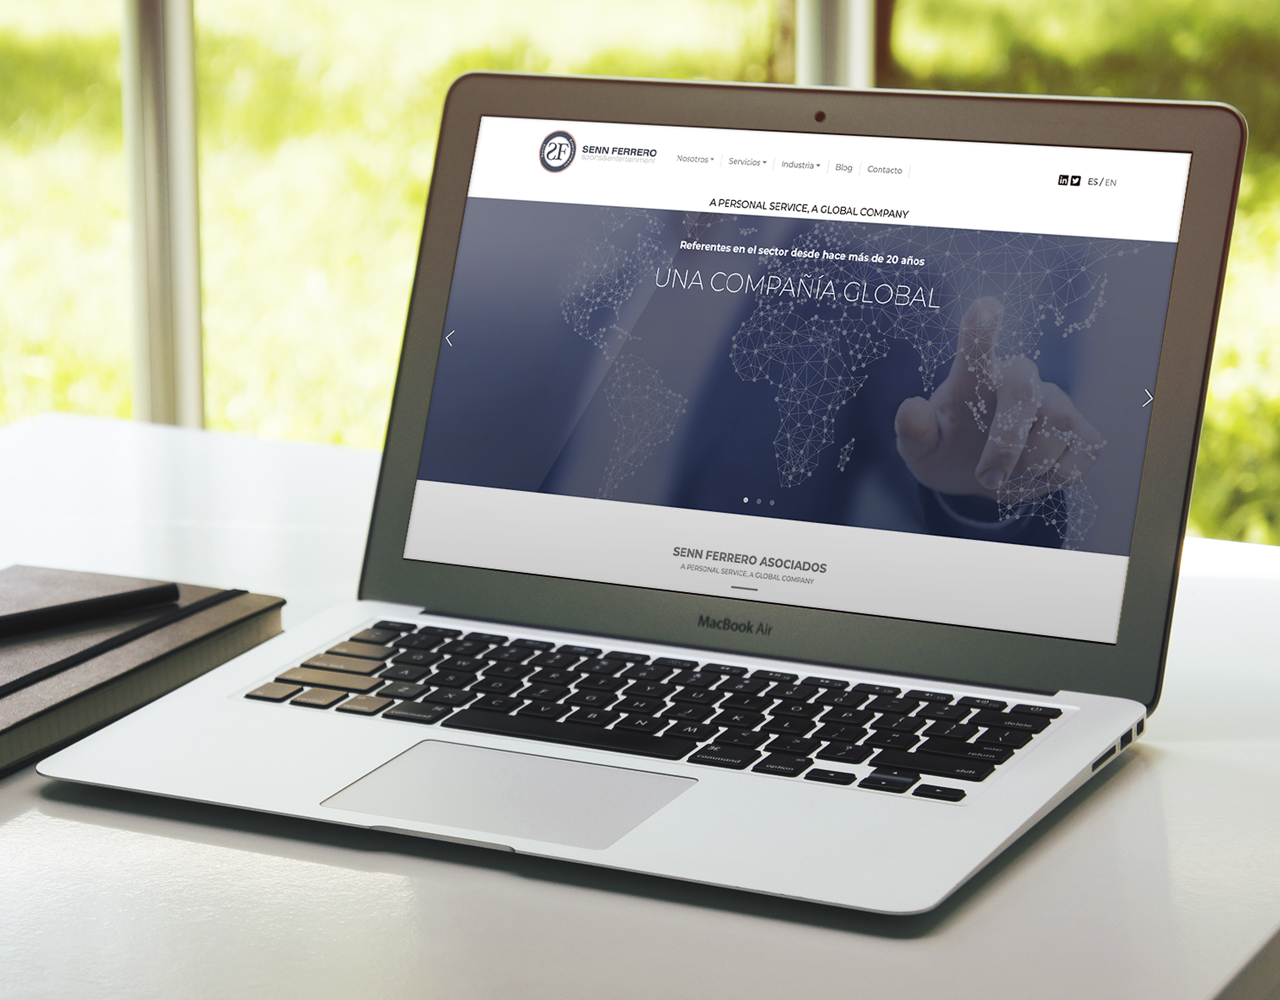 SF
SENN FERRERO
sports&entertainment
Nosotros
Servicios
Industria
Blog
Contacto
in
ES / EN
A PERSONAL SERVICE, A GLOBAL COMPANY
Referentes en el sector desde hace más de 20 años
UNA COMPAÑÍA GLOBAL
SENN FERRERO ASOCIADOS
A PERSONAL SERVICE, A GLOBAL COMPANY
MacBook Air
delete
return
shift
command
option